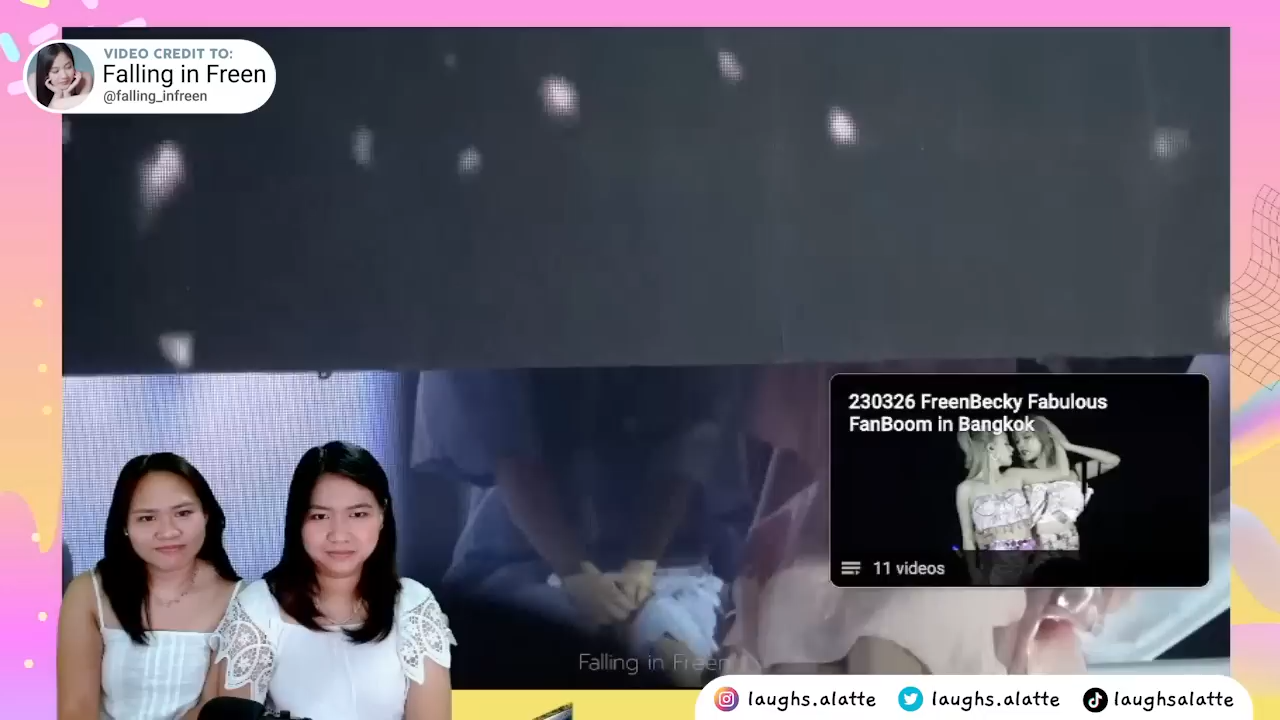 VIDEO CREDIT TO:
Falling in Freen
@falling_infreen
230326 FreenBecky Fabulous
FanBoom in Bangkok
11 videos
Falling in Freen
laughs.alatte
laughs.alatte
laughsalatte